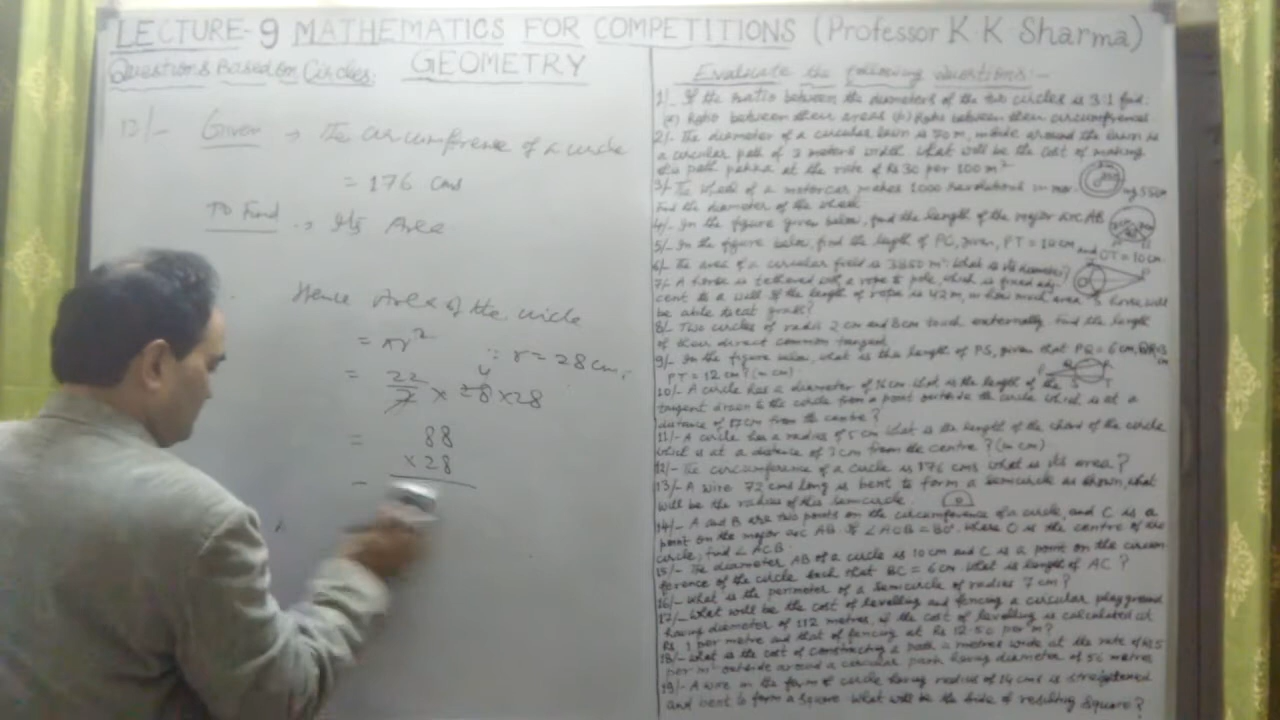 LECTURE-9 MATHEMATICS FOR COMPETITIONS (Professor K.K.Sharma)
Questions Based on Circles:
GEOMETRY
12/- Given → The circumference of a circle
= 176 cms
To Find → Its Area
Hence Area of the circle
= πr²
∵ r = 28 cms
4
= 22/7 × 28 × 28
= 88
× 28
Evaluate the following Questions:-
1/- If the ratio between the diameters of the two circles is 3:1 find.
(a) Ratio between their areas (b) Ratio between their circumferences
2/- The diameter of a circular lawn is 70 m, around the lawn is
a circular path of 3 meters width. What will be the cost of making
the path pakka at the rate of Rs 30 per 100 m²
3/- The wheel of a motorcar makes 1000 revolutions in
Find the diameter of the wheel
4/- In the figure given below, find the length of the major arc AB
5/- In the figure below, find the length of PC, given, PT = 10 cm and OT = 10 cm.
6/- The area of a circular field is 3850 m². What is its diameter?
7/- A horse is tethered with a rope to pole, which is fixed adj-
cent to a well. If the length of rope is 42 m, in how much area horse will
be able to eat grass?
8/- Two circles of radii 2 cm and 8 cm touch externally. Find the length
of their direct common tangent
9/- In the figure below, what is the length of PS, given that PQ = 6 cm,
PT = 12 cm? (in cm)
10/- A circle has a diameter of 16 cm what is the length of the
tangent drawn to the circle from a point outside the circle which is at a
distance of 17 cm from the centre?
11/- A circle has a radius of 5 cm what is the length of the chord of the circle
which is at a distance of 3 cm from the centre? (in cm)
12/- The circumference of a circle is 176 cms what is its area?
13/- A wire 72 cms long is bent to form a semicircle as shown, what
will be the radius of this semicircle
14/- A and B are two points on the circumference of a circle and C is a
point on the major arc AB If ∠AOB = 80° where O is the centre of the
circle, find ∠ACB.
15/- The diameter AB of a circle is 10 cm and C is a point on the circum-
ference of the circle such that BC = 6 cm. What is length of AC?
16/- What is the perimeter of a semicircle of radius 7 cm?
17/- What will be the cost of levelling and fencing a circular playground
having diameter of 112 metres, if the cost of levelling is calculated at
Rs 1 per metre and that of fencing at Rs 12.50 per m?
18/- What is the cost of constructing a path metres wide at the rate of Rs 5
per m² outside around a circular park having diameter of 56 metres
19/- A wire in the form of circle having radius of 14 cms is straightened
and bent to form a square what will be the side of resulting square?